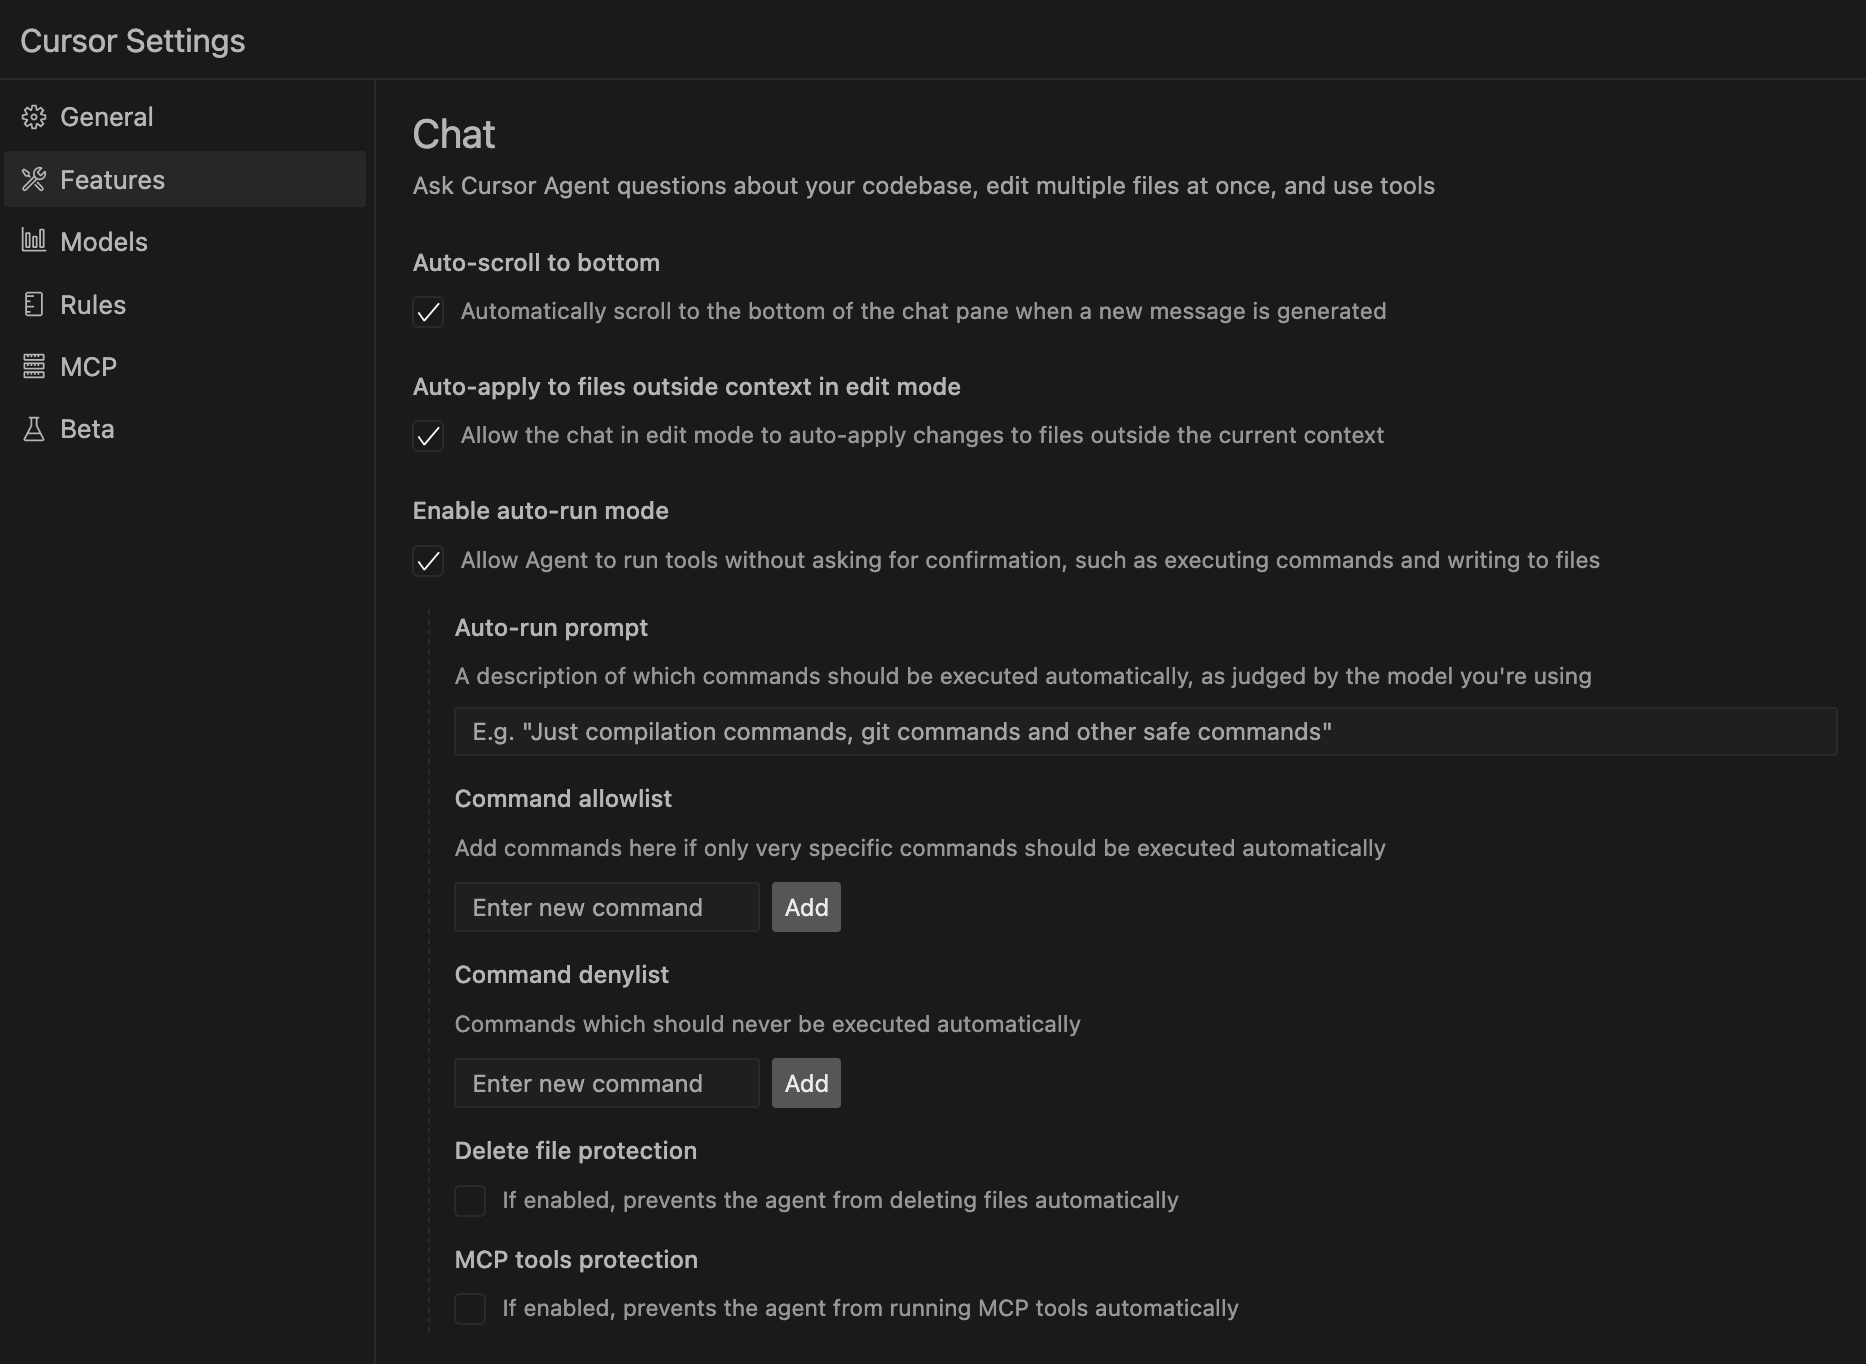 Cursor Settings
General
Features
Models
Rules
MCP
Beta
Chat
Ask Cursor Agent questions about your codebase, edit multiple files at once, and use tools
Auto-scroll to bottom
Automatically scroll to the bottom of the chat pane when a new message is generated
Auto-apply to files outside context in edit mode
Allow the chat in edit mode to auto-apply changes to files outside the current context
Enable auto-run mode
Allow Agent to run tools without asking for confirmation, such as executing commands and writing to files
Auto-run prompt
A description of which commands should be executed automatically, as judged by the model you're using
E.g. "Just compilation commands, git commands and other safe commands"
Command allowlist
Add commands here if only very specific commands should be executed automatically
Enter new command Add
Command denylist
Commands which should never be executed automatically
Enter new command Add
Delete file protection
If enabled, prevents the agent from deleting files automatically
MCP tools protection
If enabled, prevents the agent from running MCP tools automatically